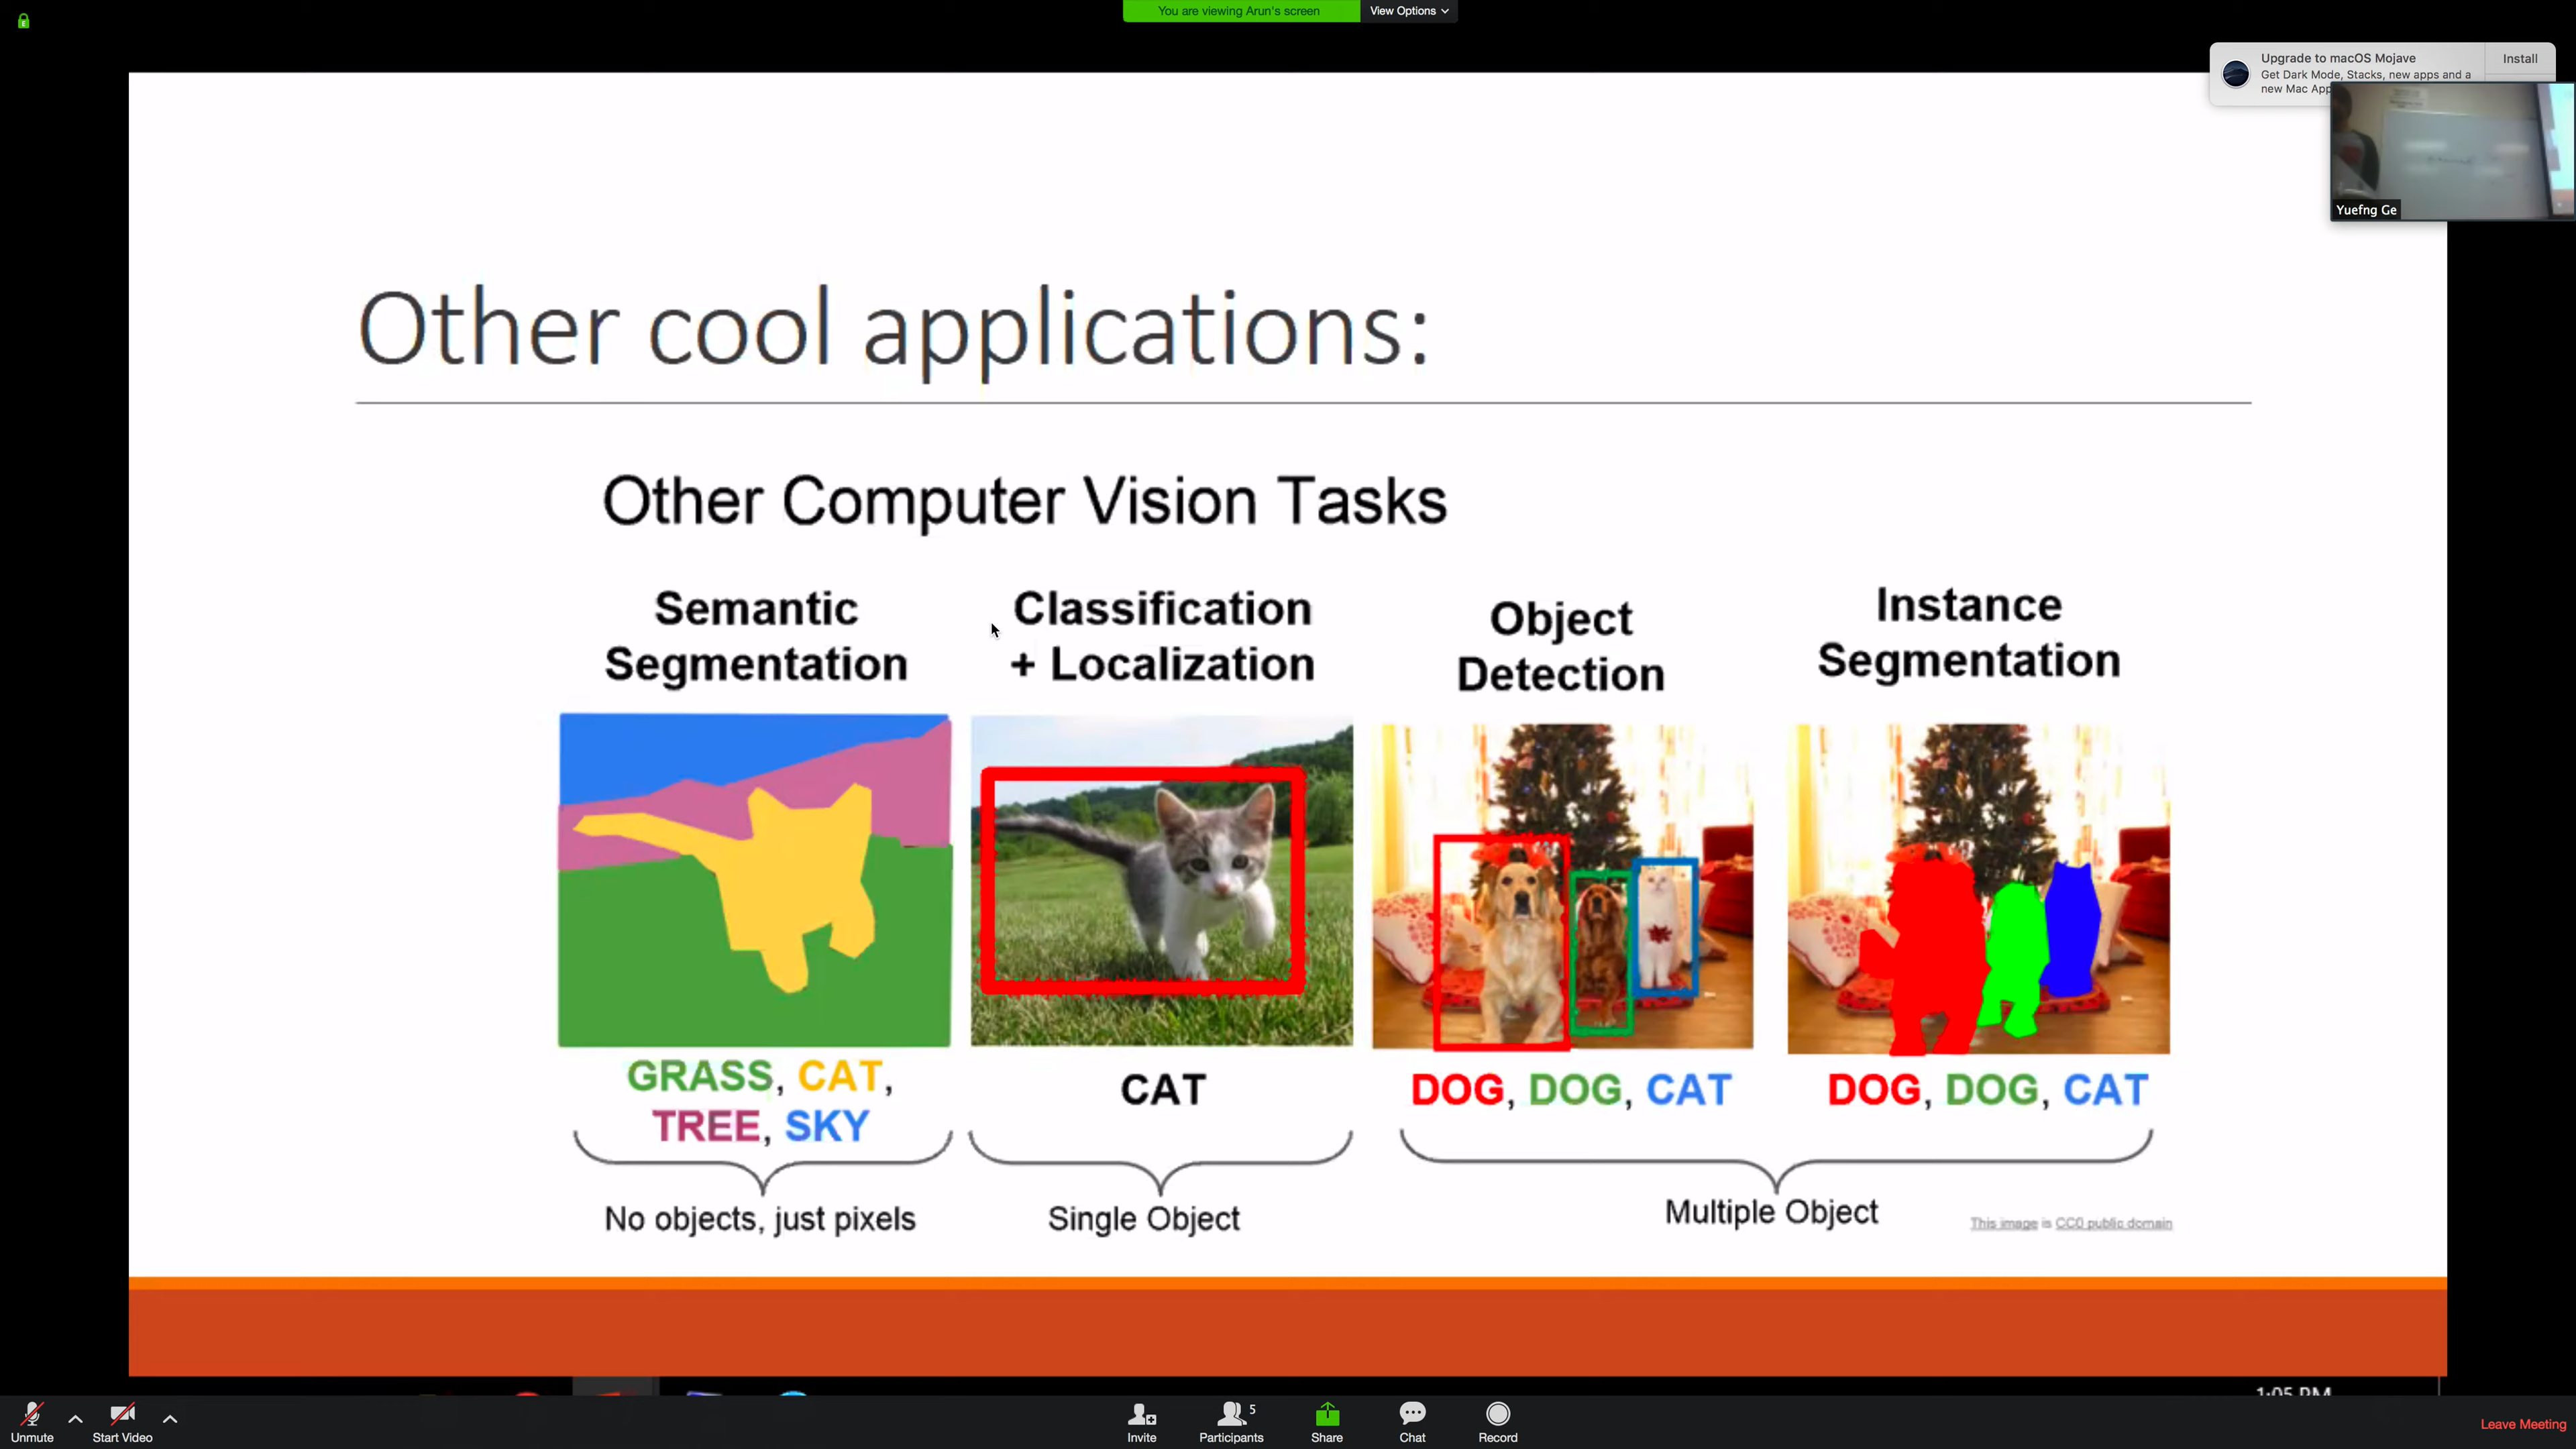 You are viewing Arun's screen
View Options
Upgrade to macOS Mojave
Install
Get Dark Mode, Stacks, new apps and a
new Mac App
Yuefng Ge
Other cool applications:
Other Computer Vision Tasks
Semantic
Segmentation
Classification
+ Localization
Object
Detection
Instance
Segmentation
GRASS, CAT,
TREE, SKY
CAT
DOG, DOG, CAT
DOG, DOG, CAT
No objects, just pixels
Single Object
Multiple Object
This image is CC0 public domain
1:05 PM
Unmute
Start Video
Invite
5
Participants
Share
Chat
Record
Leave Meeting